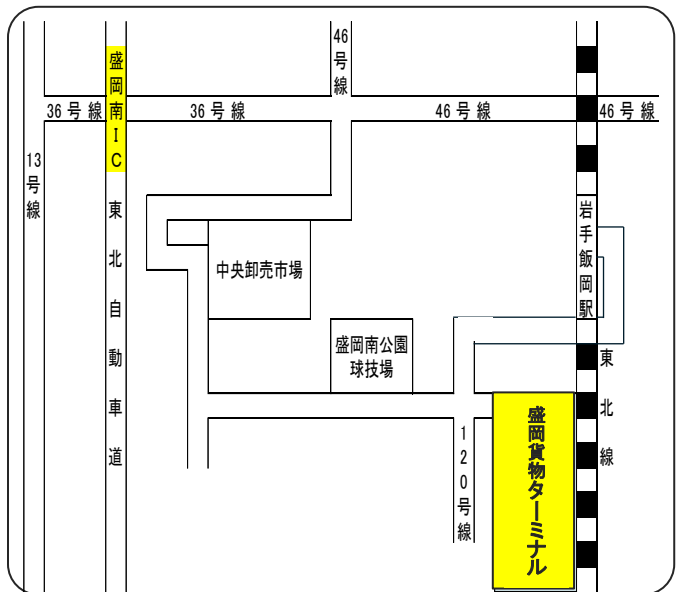 46号線
盛岡南IC
36号線
36号線
46号線
46号線
13号線
東北自動車道
岩手飯岡駅
中央卸売市場
盛岡南公園
球技場
東北線
盛岡貨物ターミナル
120号線